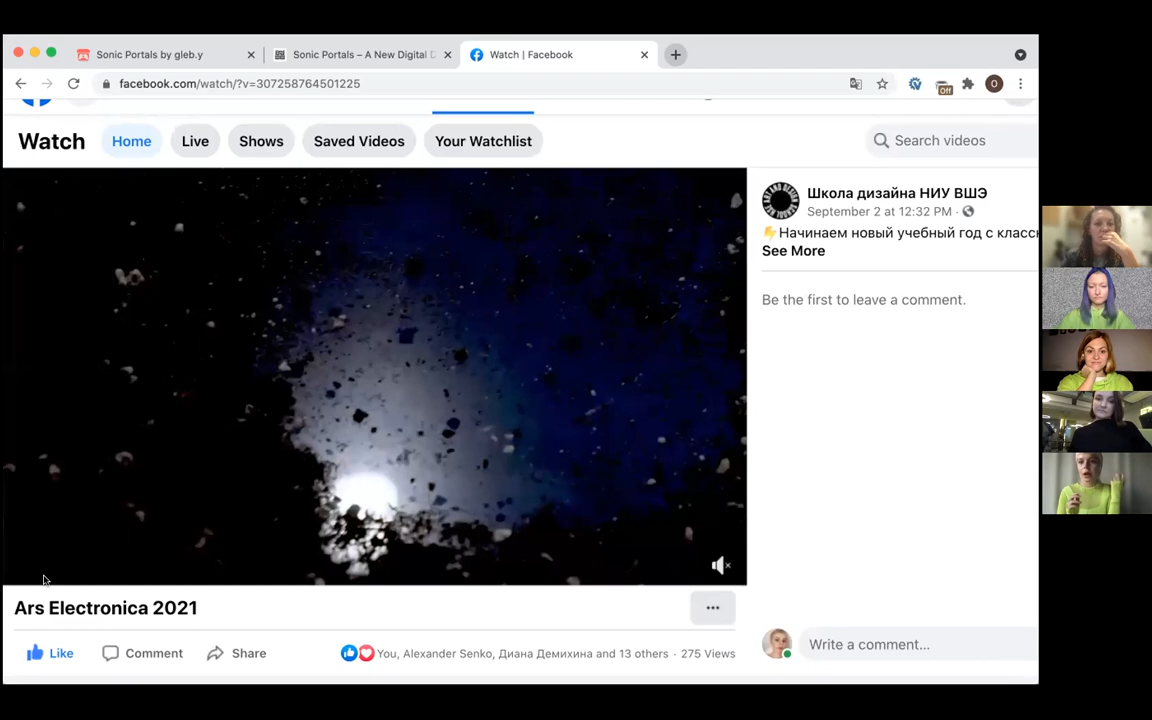 Sonic Portals by gleb.y
Sonic Portals – A New Digital D
Watch | Facebook
facebook.com/watch/?v=307258764501225
Off
O
Watch
Home
Live
Shows
Saved Videos
Your Watchlist
Search videos
Школа дизайна НИУ ВШЭ
September 2 at 12:32 PM ·
Начинаем новый учебный год с класс
See More
Be the first to leave a comment.
Ars Electronica 2021
Like
Comment
Share
You, Alexander Senko, Диана Демихина and 13 others · 275 Views
Write a comment...